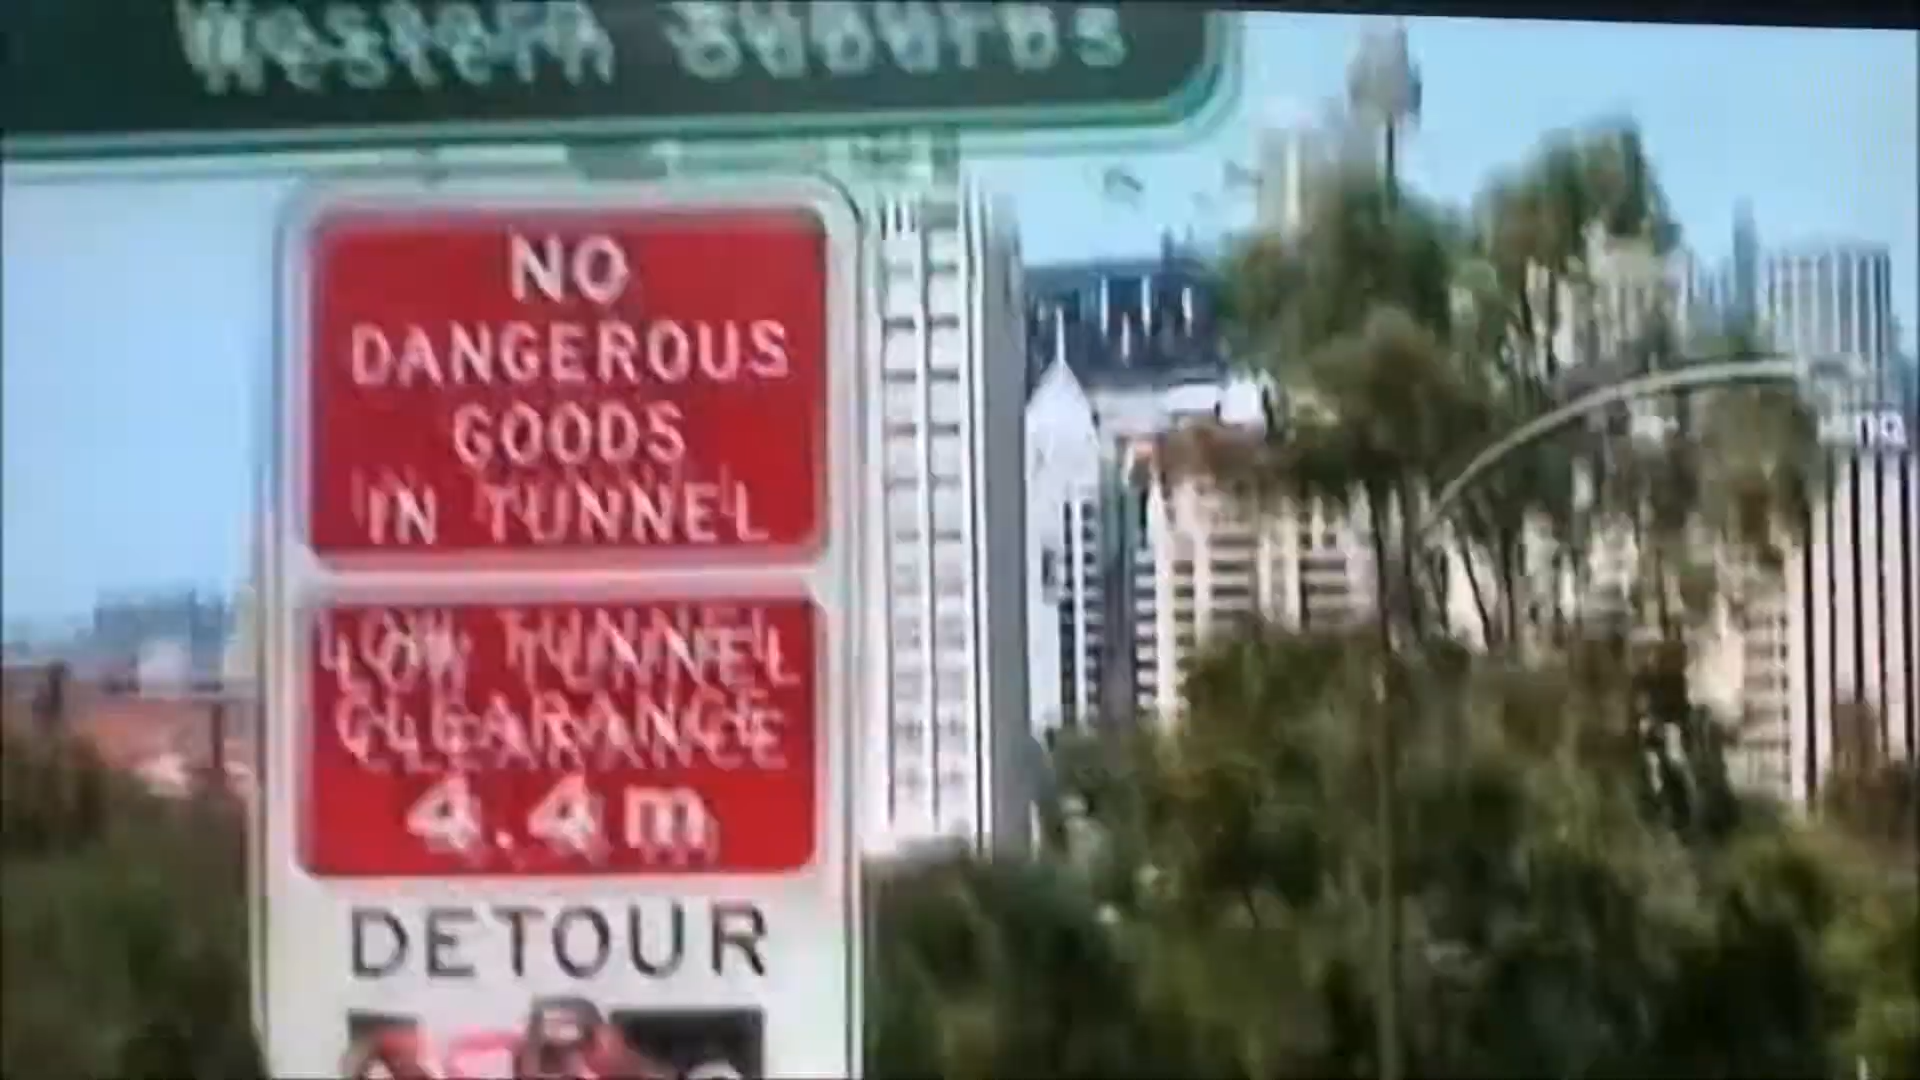 Western Suburbs
NO
DANGEROUS
GOODS
IN TUNNEL
LOW TUNNEL
CLEARANCE
4.4m
DETOUR